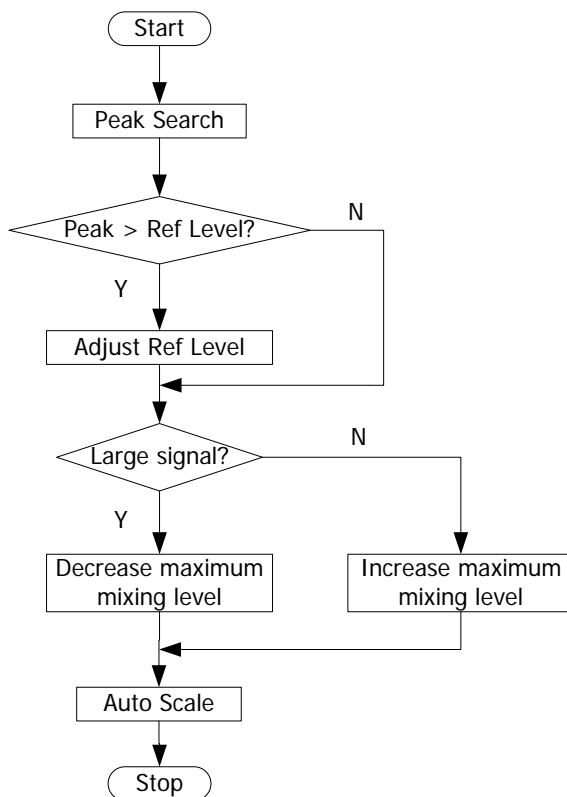 Start
Peak Search
Peak > Ref Level?
N
Y
Adjust Ref Level
Large signal?
N
Y
Decrease maximum
mixing level
Increase maximum
mixing level
Auto Scale
Stop